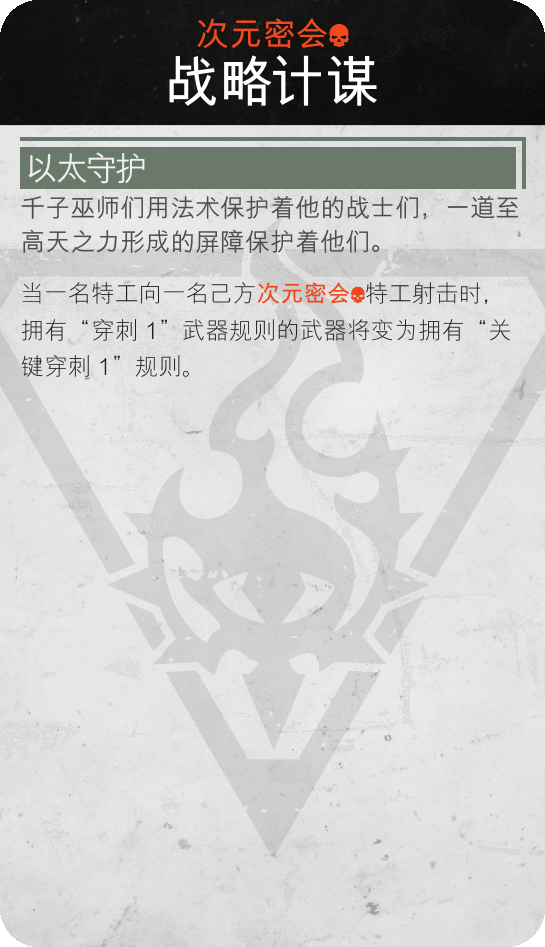 次元密会
战略计谋
以太守护
千子巫师们用法术保护着他的战士们，一道至
高天之力形成的屏障保护着他们。
当一名特工向一名己方次元密会特工射击时，
拥有“穿刺 1”武器规则的武器将变为拥有“关
键穿刺 1”规则。